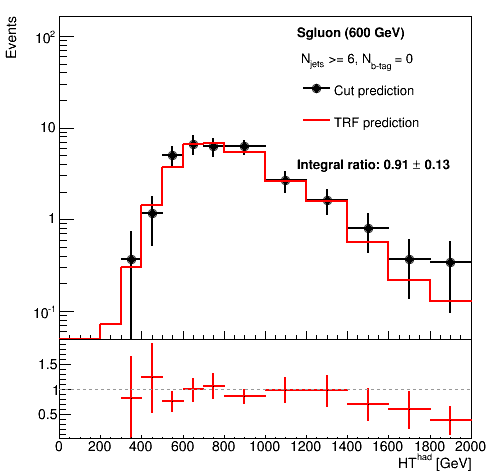 Events
10²
10
1
10⁻¹
Sgluon (600 GeV)
N_jets >= 6, N_b-tag = 0
Cut prediction
TRF prediction
Integral ratio: 0.91 ± 0.13
1.5
1
0.5
0 200 400 600 800 1000 1200 1400 1600 1800 2000
HT^had [GeV]